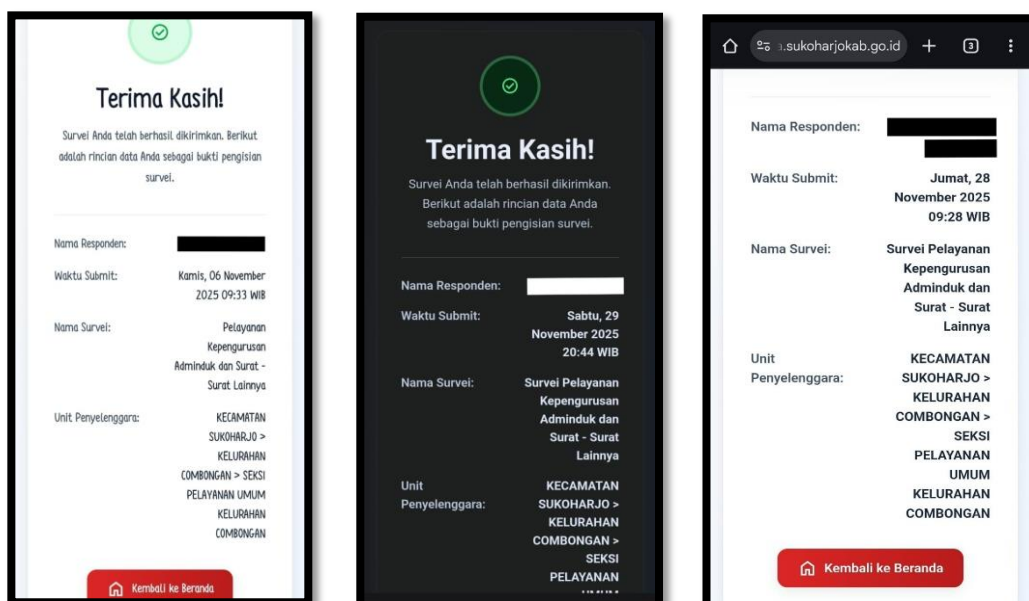 Terima Kasih!
Survei Anda telah berhasil dikirimkan. Berikut
adalah rincian data Anda sebagai bukti pengisian
survei.
Nama Responden:
Waktu Submit: Kamis, 06 November
2025 09:33 WIB
Nama Survei: Pelayanan
Kepengurusan
Adminduk dan Surat -
Surat Lainnya
Unit Penyelenggara: KECAMATAN
SUKOHARJO >
KELURAHAN
COMBONGAN > SEKSI
PELAYANAN UMUM
KELURAHAN
COMBONGAN
Kembali ke Beranda
Terima Kasih!
Survei Anda telah berhasil dikirimkan.
Berikut adalah rincian data Anda
sebagai bukti pengisian survei.
Nama Responden:
Waktu Submit: Sabtu, 29
November 2025
20:44 WIB
Nama Survei: Survei Pelayanan
Kepengurusan
Adminduk dan
Surat - Surat
Lainnya
Unit KECAMATAN
Penyelenggara: SUKOHARJO >
KELURAHAN
COMBONGAN >
SEKSI
PELAYANAN
.sukoharjokab.go.id 3
Nama Responden:
Waktu Submit: Jumat, 28
November 2025
09:28 WIB
Nama Survei: Survei Pelayanan
Kepengurusan
Adminduk dan
Surat - Surat
Lainnya
Unit KECAMATAN
Penyelenggara: SUKOHARJO >
KELURAHAN
COMBONGAN >
SEKSI
PELAYANAN
UMUM
KELURAHAN
COMBONGAN
Kembali ke Beranda